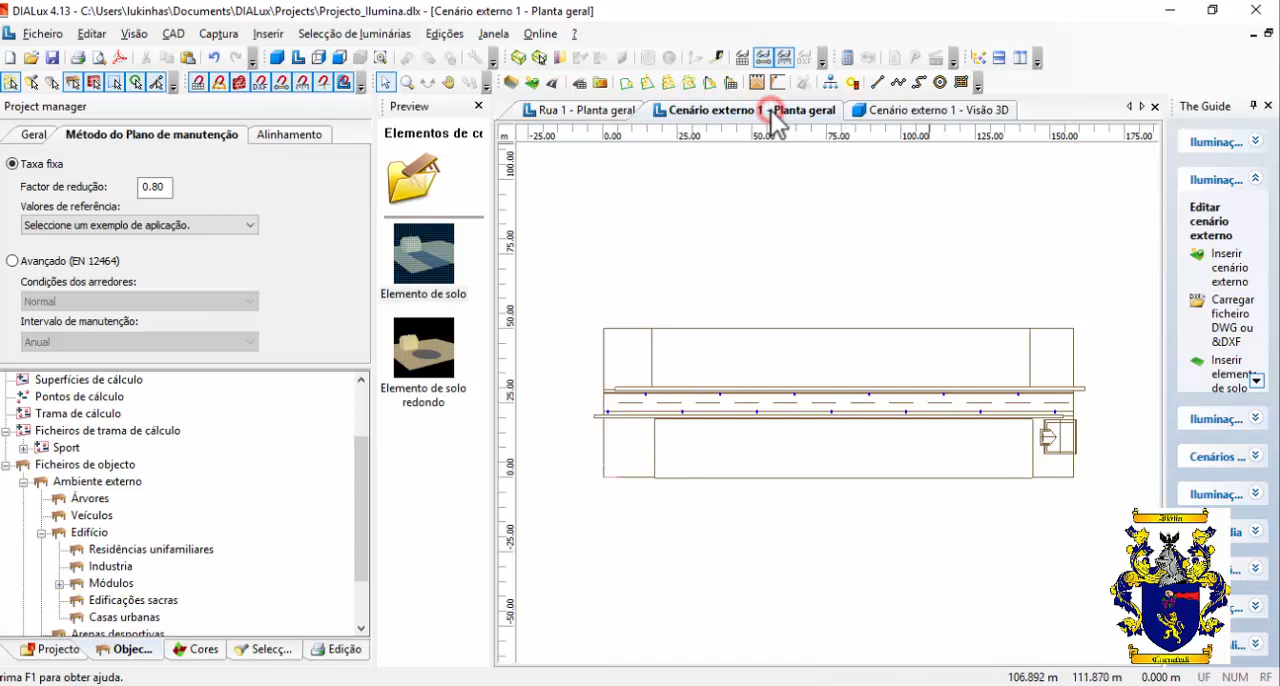 DIALux 4.13 - C:\Users\lukinhas\Documents\DIALux\Projects\Projecto_Ilumina.dlx - [Cenário externo 1 - Planta geral]
Ficheiro Editar Visão CAD Captura Inserir Selecção de luminárias Edições Janela Online ?
Project manager
Geral Método do Plano de manutenção Alinhamento
Taxa fixa
Factor de redução: 0.80
Valores de referência:
Seleccione um exemplo de aplicação.
Avançado (EN 12464)
Condições dos arredores:
Normal
Intervalo de manutenção:
Anual
Superfícies de cálculo
Pontos de cálculo
Trama de cálculo
Ficheiros de trama de cálculo
Sport
Ficheiros de objecto
Ambiente externo
Árvores
Veículos
Edifício
Residências unifamiliares
Industria
Módulos
Edificações sacras
Casas urbanas
Arenas desportivas
Projecto Objec... Cores Selecç... Edição
Preview
Elementos de cε
Elemento de solo
Elemento de solo
redondo
Rua 1 - Planta geral Cenário externo 1 - Planta geral Cenário externo 1 - Visão 3D
m -25.00 0.00 25.00 50.00 75.00 100.00 125.00 150.00 175.00
100.00
75.00
50.00
25.00
0.00
-25.00
-50.00
The Guide
Iluminaç...
Iluminaç...
Editar
cenário
externo
Inserir
cenário
externo
Carregar
ficheiro
DWG ou
&DXF
Inserir
element
de solo
Iluminaç...
Cenários ...
Iluminaç...
rima F1 para obter ajuda. 106.892 m 111.870 m 0.000 m UF NUM RF